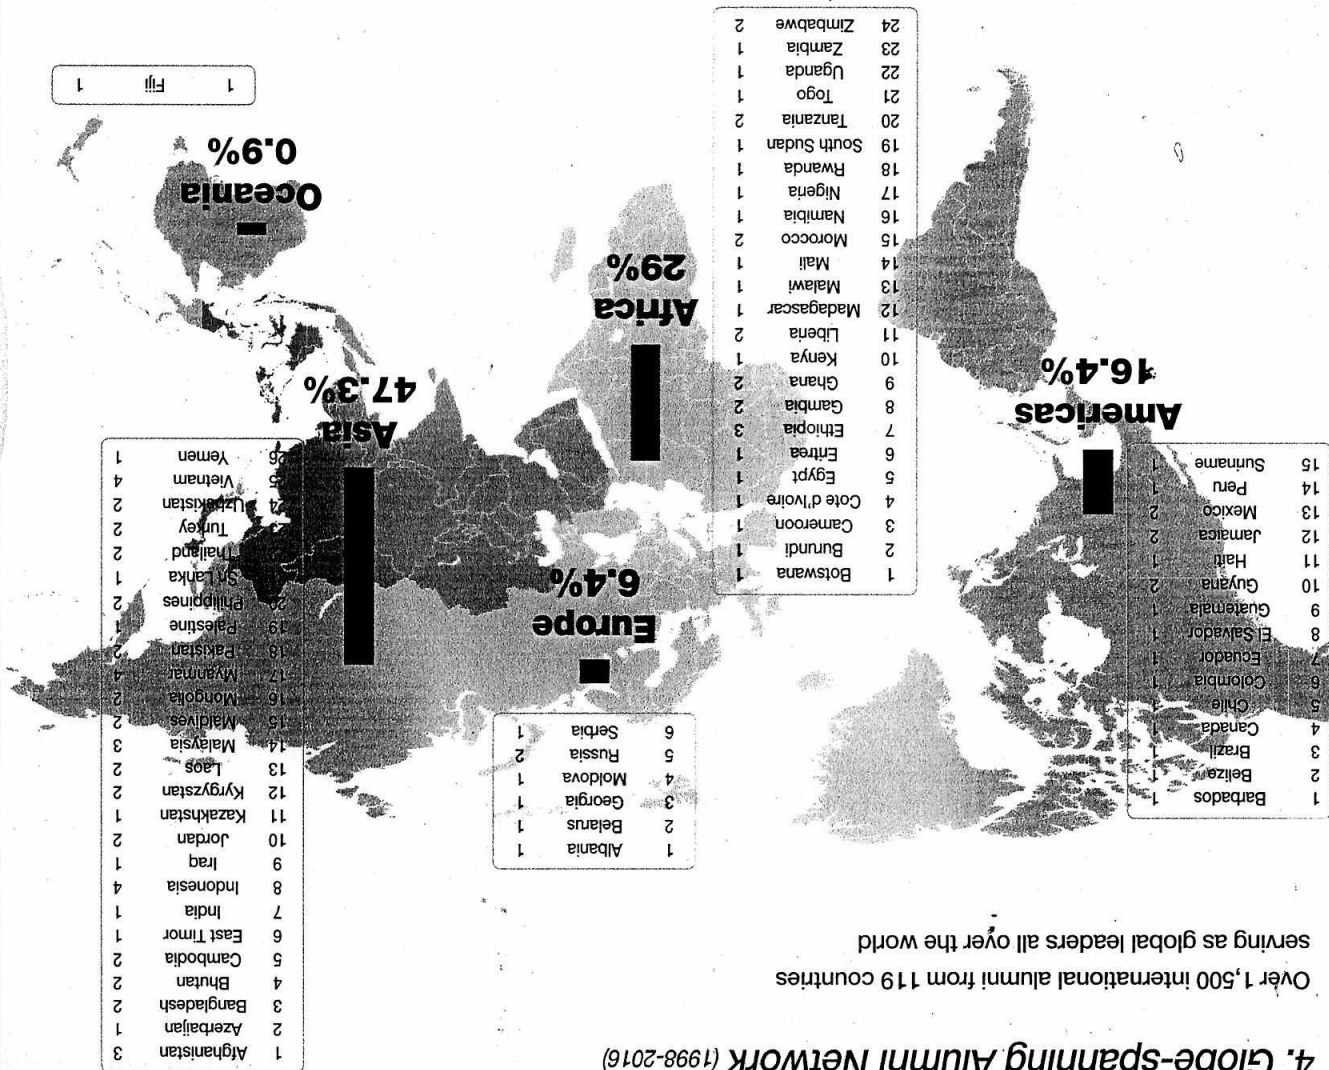 4. Globe-spanning Alumni Network (1998-2016)
Over 1,500 international alumni from 119 countries
serving as global leaders all over the world
Americas
16.4%
1 Barbados 1
2 Belize 1
3 Brazil 1
4 Canada 1
5 Chile 1
6 Colombia 1
7 Ecuador 1
8 El Salvador 1
9 Guatemala 1
10 Guyana 2
11 Haiti 1
12 Jamaica 2
13 Mexico 2
14 Peru 1
15 Suriname 1
Europe
6.4%
1 Albania 1
2 Belarus 1
3 Georgia 1
4 Moldova 1
5 Russia 2
6 Serbia 1
Africa
29%
1 Botswana 1
2 Burundi 1
3 Cameroon 1
4 Cote d'Ivoire 1
5 Egypt 1
6 Eritrea 1
7 Ethiopia 3
8 Gambia 2
9 Ghana 2
10 Kenya 1
11 Liberia 2
12 Madagascar 1
13 Malawi 1
14 Mali 1
15 Morocco 2
16 Namibia 1
17 Nigeria 1
18 Rwanda 1
19 South Sudan 1
20 Tanzania 2
21 Togo 1
22 Uganda 1
23 Zambia 1
24 Zimbabwe 2
Asia
47.3%
1 Afghanistan 3
2 Azerbaijan 1
3 Bangladesh 2
4 Bhutan 2
5 Cambodia 2
6 East Timor 1
7 India 1
8 Indonesia 4
9 Iraq 1
10 Jordan 2
11 Kazakhstan 1
12 Kyrgyzstan 2
13 Laos 2
14 Malaysia 3
15 Maldives 2
16 Mongolia 2
17 Myanmar 4
18 Pakistan 2
19 Palestine 1
20 Philippines 2
Sri Lanka 1
Thailand 2
Turkey 2
24 Uzbekistan 2
25 Vietnam 4
26 Yemen 1
Oceania
0.9%
1 Fiji 1